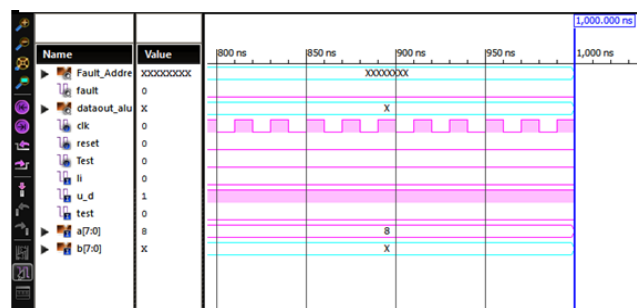 1,000.000 ns
Name Value 800 ns 850 ns 900 ns 950 ns 1,000 ns
Fault_Addre XXXXXXXX XXXXXXXX
fault 0
dataout_alu X X
clk 0
reset 0
Test 0
li 0
u_d 1
test 0
a[7:0] 8 8
b[7:0] X X